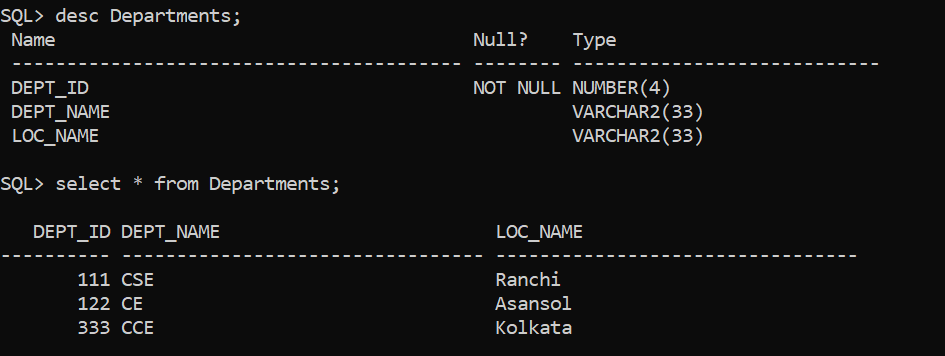 SQL> desc Departments;
 Name                                      Null?    Type
 ----------------------------------------- -------- ----------------------------
 DEPT_ID                                   NOT NULL NUMBER(4)
 DEPT_NAME                                          VARCHAR2(33)
 LOC_NAME                                           VARCHAR2(33)
SQL> select * from Departments;
   DEPT_ID DEPT_NAME                         LOC_NAME
---------- --------------------------------- ---------------------------------
       111 CSE                               Ranchi
       122 CE                                Asansol
       333 CCE                               Kolkata